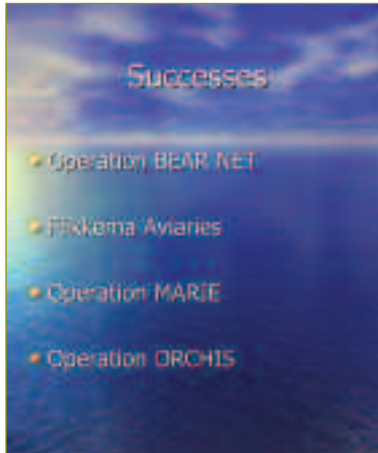 Successes
Operation BEAR NET
Flikkema Aviaries
Operation MARIE
Operation ORCHIS